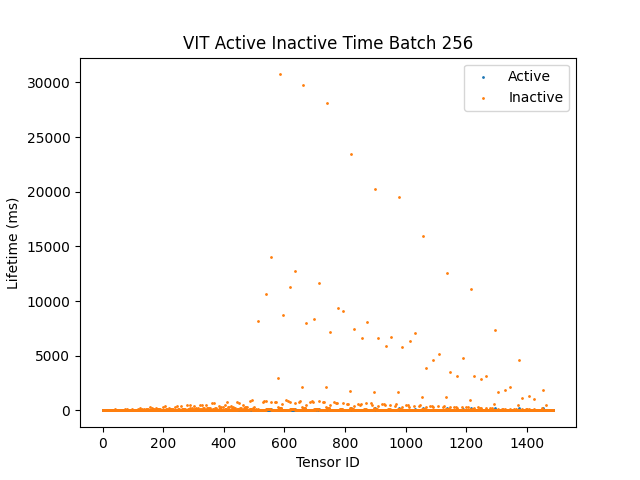 VIT Active Inactive Time Batch 256
Active
Inactive
Lifetime (ms)
30000
25000
20000
15000
10000
5000
0
0 200 400 600 800 1000 1200 1400
Tensor ID